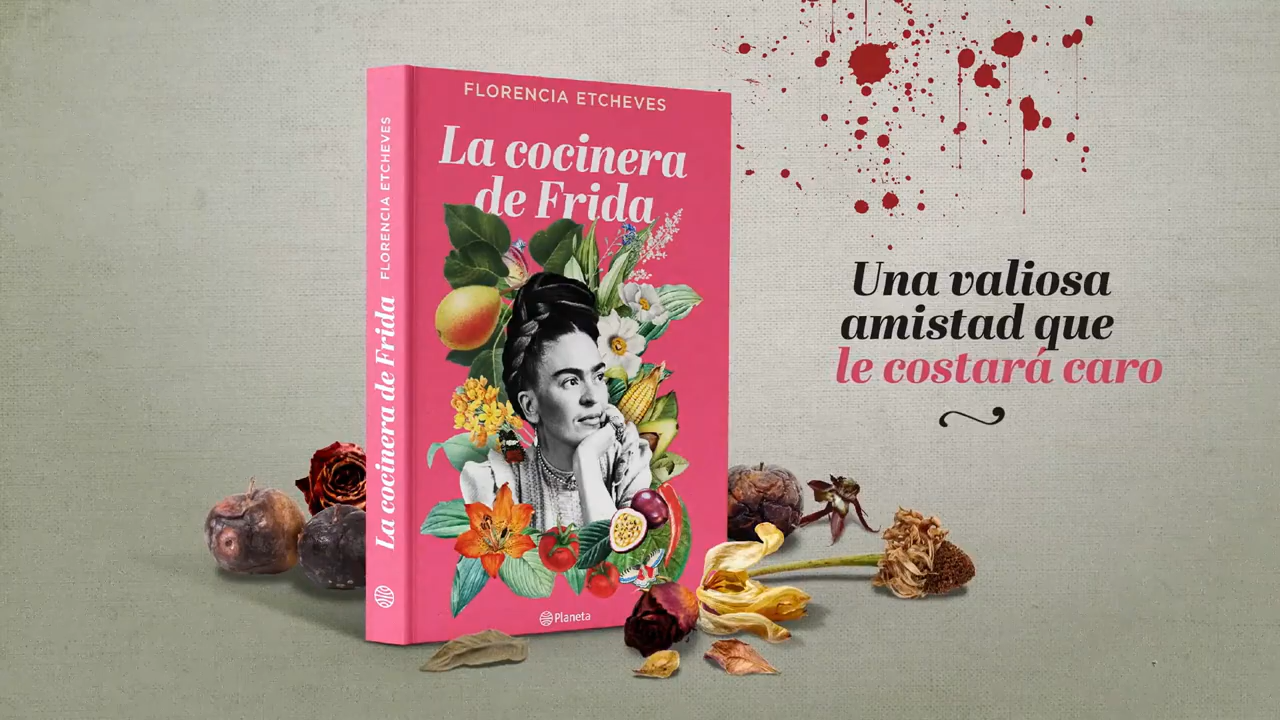 FLORENCIA ETCHEVES
La cocinera
de Frida
Planeta
La cocinera de Frida FLORENCIA ETCHEVES
Una valiosa
amistad que
le costará caro